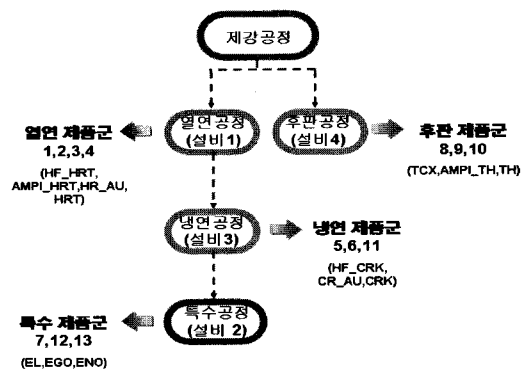 제강공정
열연공정
(설비1)
후판공정
(설비4)
열연 제품군
1,2,3,4
(HF_HRT,
AMPI_HRT,HR_AU,
HRT)
후판 제품군
8,9,10
(TCX,AMPI_TH,TH)
냉연공정
(설비3)
냉연 제품군
5,6,11
(HF_CRK,
CR_AU,CRK)
특수공정
(설비 2)
특수 제품군
7,12,13
(EL,EGO,ENO)